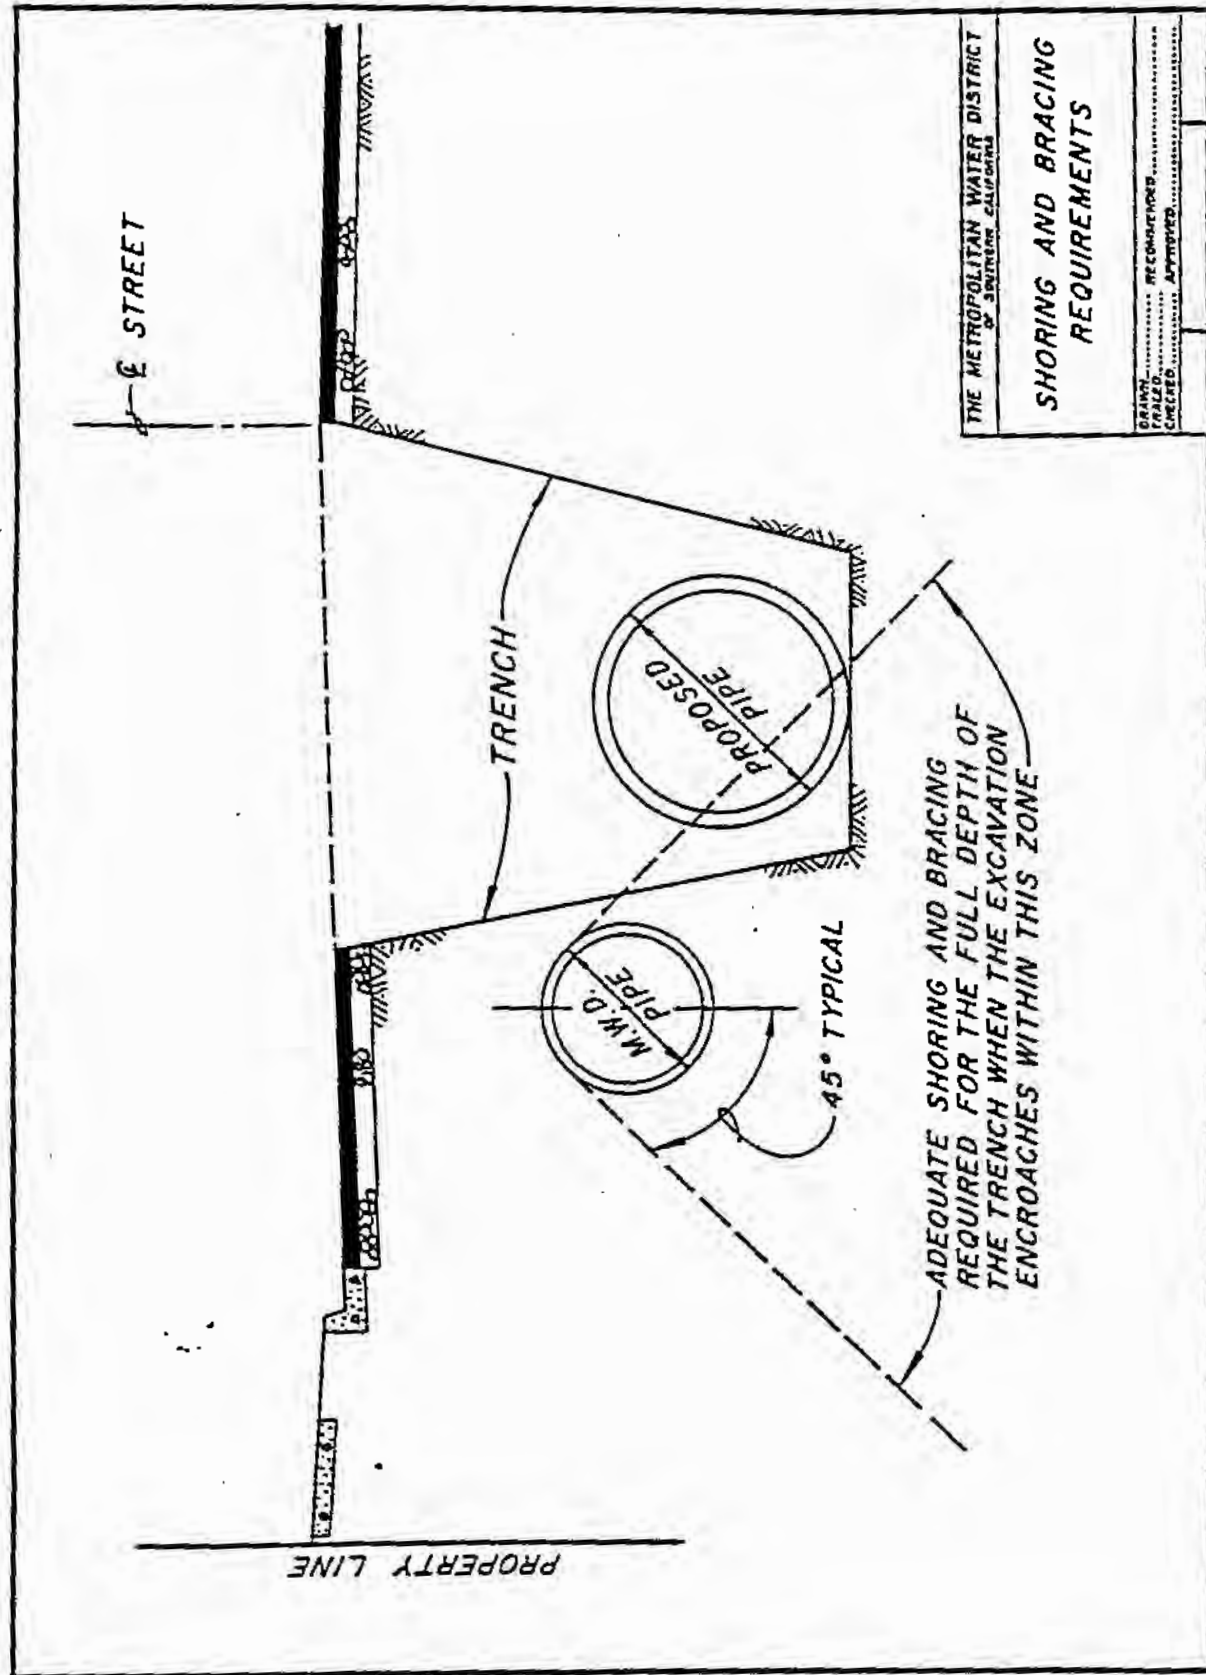 ℄ STREET
TRENCH
PROPOSED
PIPE
M.W.D.
PIPE
45° TYPICAL
ADEQUATE SHORING AND BRACING
REQUIRED FOR THE FULL DEPTH OF
THE TRENCH WHEN THE EXCAVATION
ENCROACHES WITHIN THIS ZONE
PROPERTY LINE
THE METROPOLITAN WATER DISTRICT
OF SOUTHERN CALIFORNIA
SHORING AND BRACING
REQUIREMENTS
DRAWN RECOMMENDED
TRACED
CHECKED APPROVED